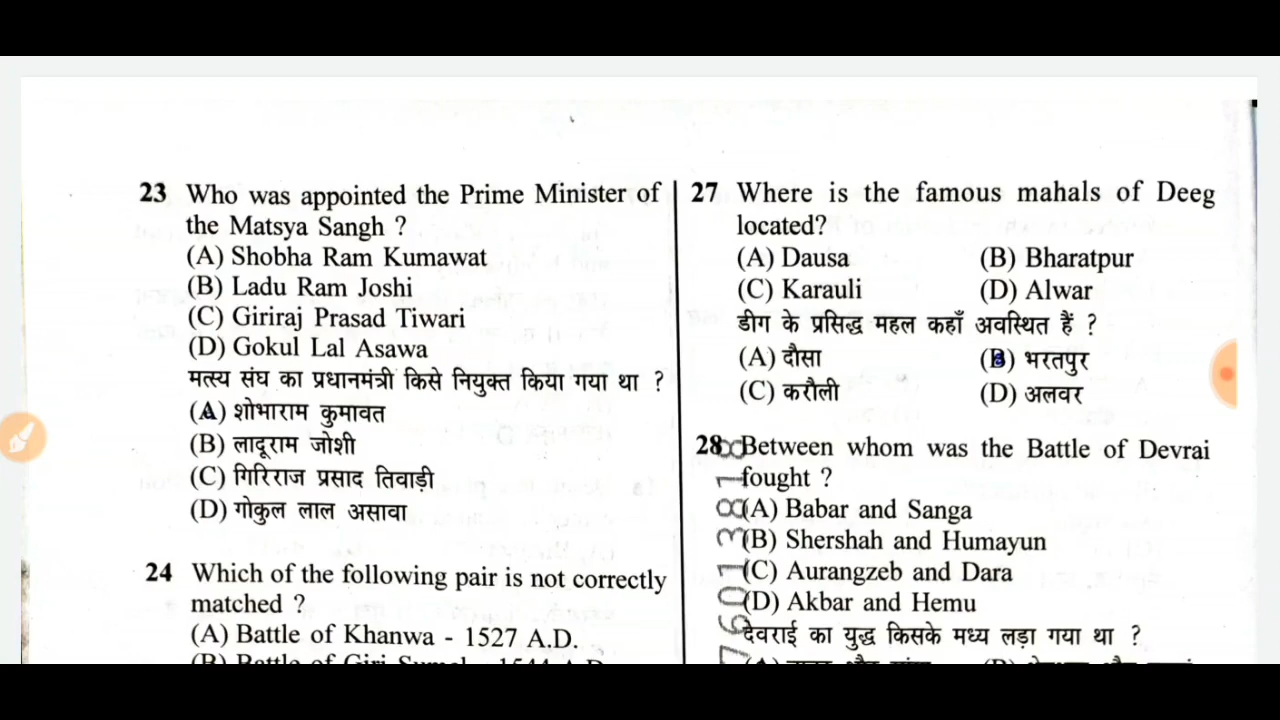 23 Who was appointed the Prime Minister of
the Matsya Sangh ?
(A) Shobha Ram Kumawat
(B) Ladu Ram Joshi
(C) Giriraj Prasad Tiwari
(D) Gokul Lal Asawa
मत्स्य संघ का प्रधानमंत्री किसे नियुक्त किया गया था ?
(A) शोभाराम कुमावत
(B) लादूराम जोशी
(C) गिरिराज प्रसाद तिवाड़ी
(D) गोकुल लाल असावा
24 Which of the following pair is not correctly
matched ?
(A) Battle of Khanwa - 1527 A.D.
27 Where is the famous mahals of Deeg
located?
(A) Dausa (B) Bharatpur
(C) Karauli (D) Alwar
डीग के प्रसिद्ध महल कहाँ अवस्थित हैं ?
(A) दौसा (B) भरतपुर
(C) करौली (D) अलवर
28 Between whom was the Battle of Devrai
fought ?
(A) Babar and Sanga
(B) Shershah and Humayun
(C) Aurangzeb and Dara
(D) Akbar and Hemu
देवराई का युद्ध किसके मध्य लड़ा गया था ?